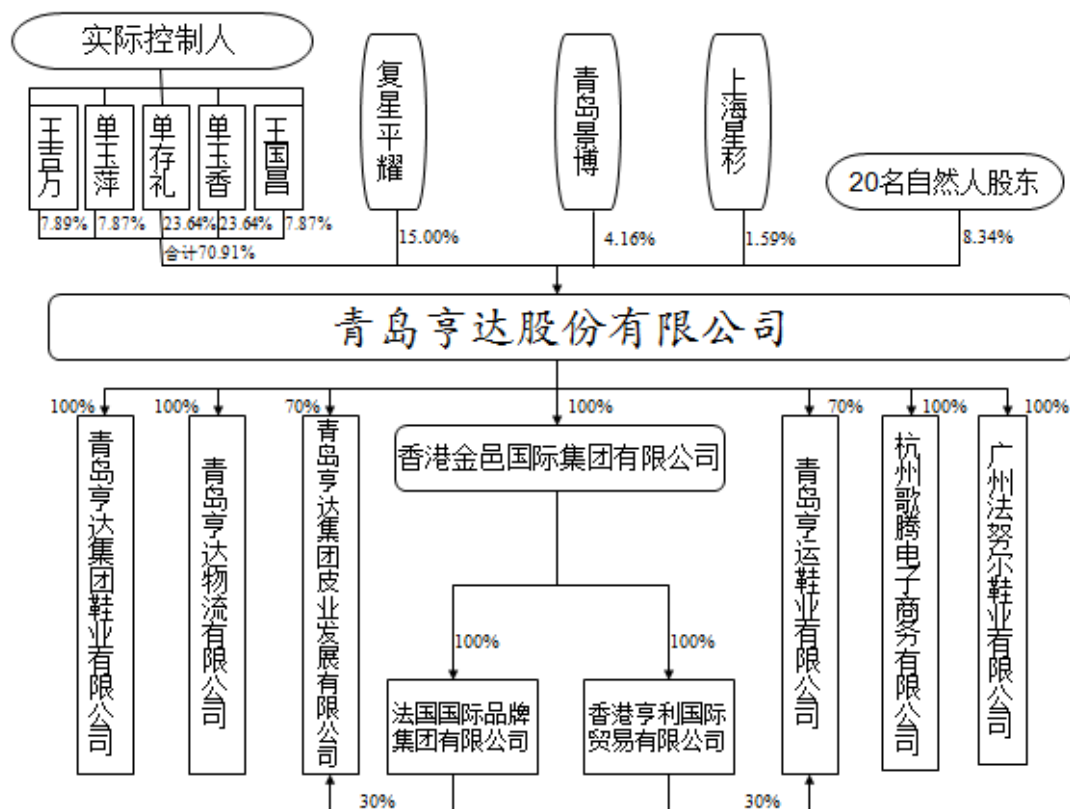 实际控制人
王吉万
单玉萍
单存礼
单玉香
王国昌
复星平耀
青岛景博
上海星杉
20名自然人股东
7.89%
7.87%
23.64%
23.64%
7.87%
合计70.91%
15.00%
4.16%
1.59%
8.34%
青岛亨达股份有限公司
100%
100%
70%
100%
70%
100%
100%
青岛亨达集团鞋业有限公司
青岛亨达物流有限公司
青岛亨达集团皮业发展有限公司
香港金邑国际集团有限公司
青岛亨运鞋业有限公司
杭州歌腾电子商务有限公司
广州法努尔鞋业有限公司
100%
100%
法国国际品牌
集团有限公司
香港亨利国际
贸易有限公司
30%
30%